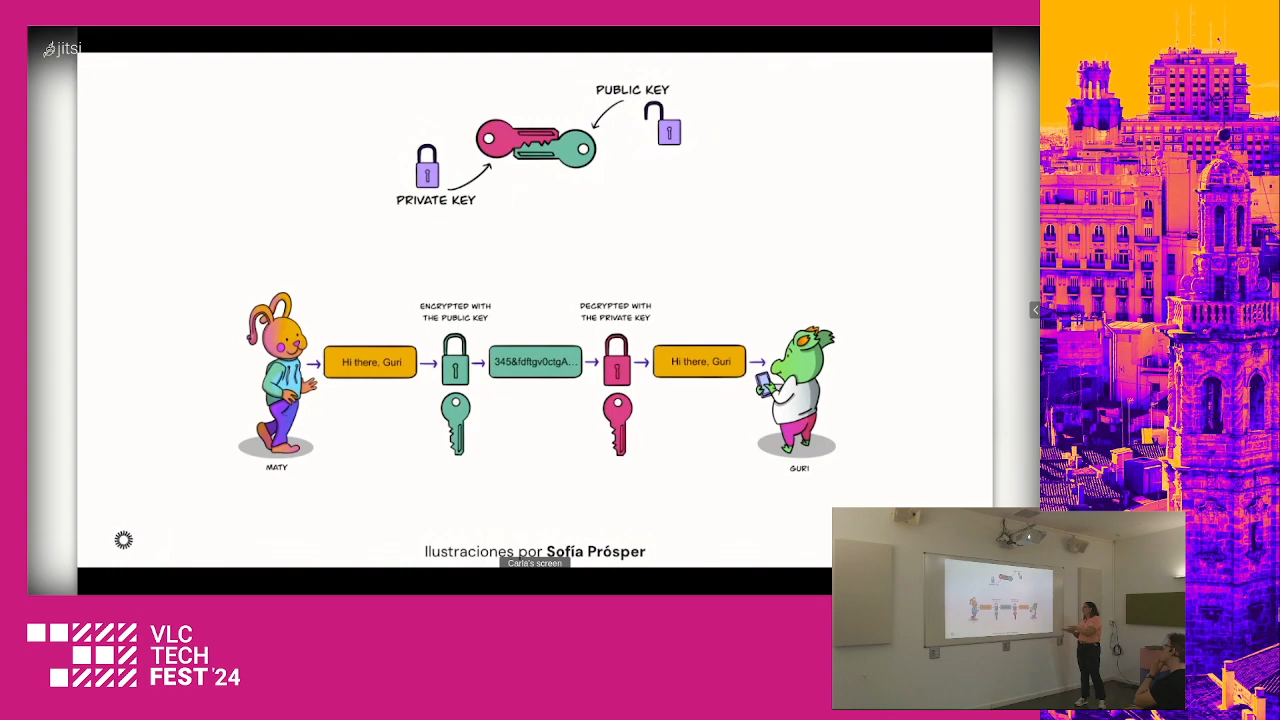 jitsi
PUBLIC KEY
PRIVATE KEY
ENCRYPTED WITH
THE PUBLIC KEY
DECRYPTED WITH
THE PRIVATE KEY
Hi there, Guri
345&fdftgv0ctgA...
Hi there, Guri
MATY
GURI
Ilustraciones por Sofía Prósper
Carla's screen
VLC
TECH
FEST '24